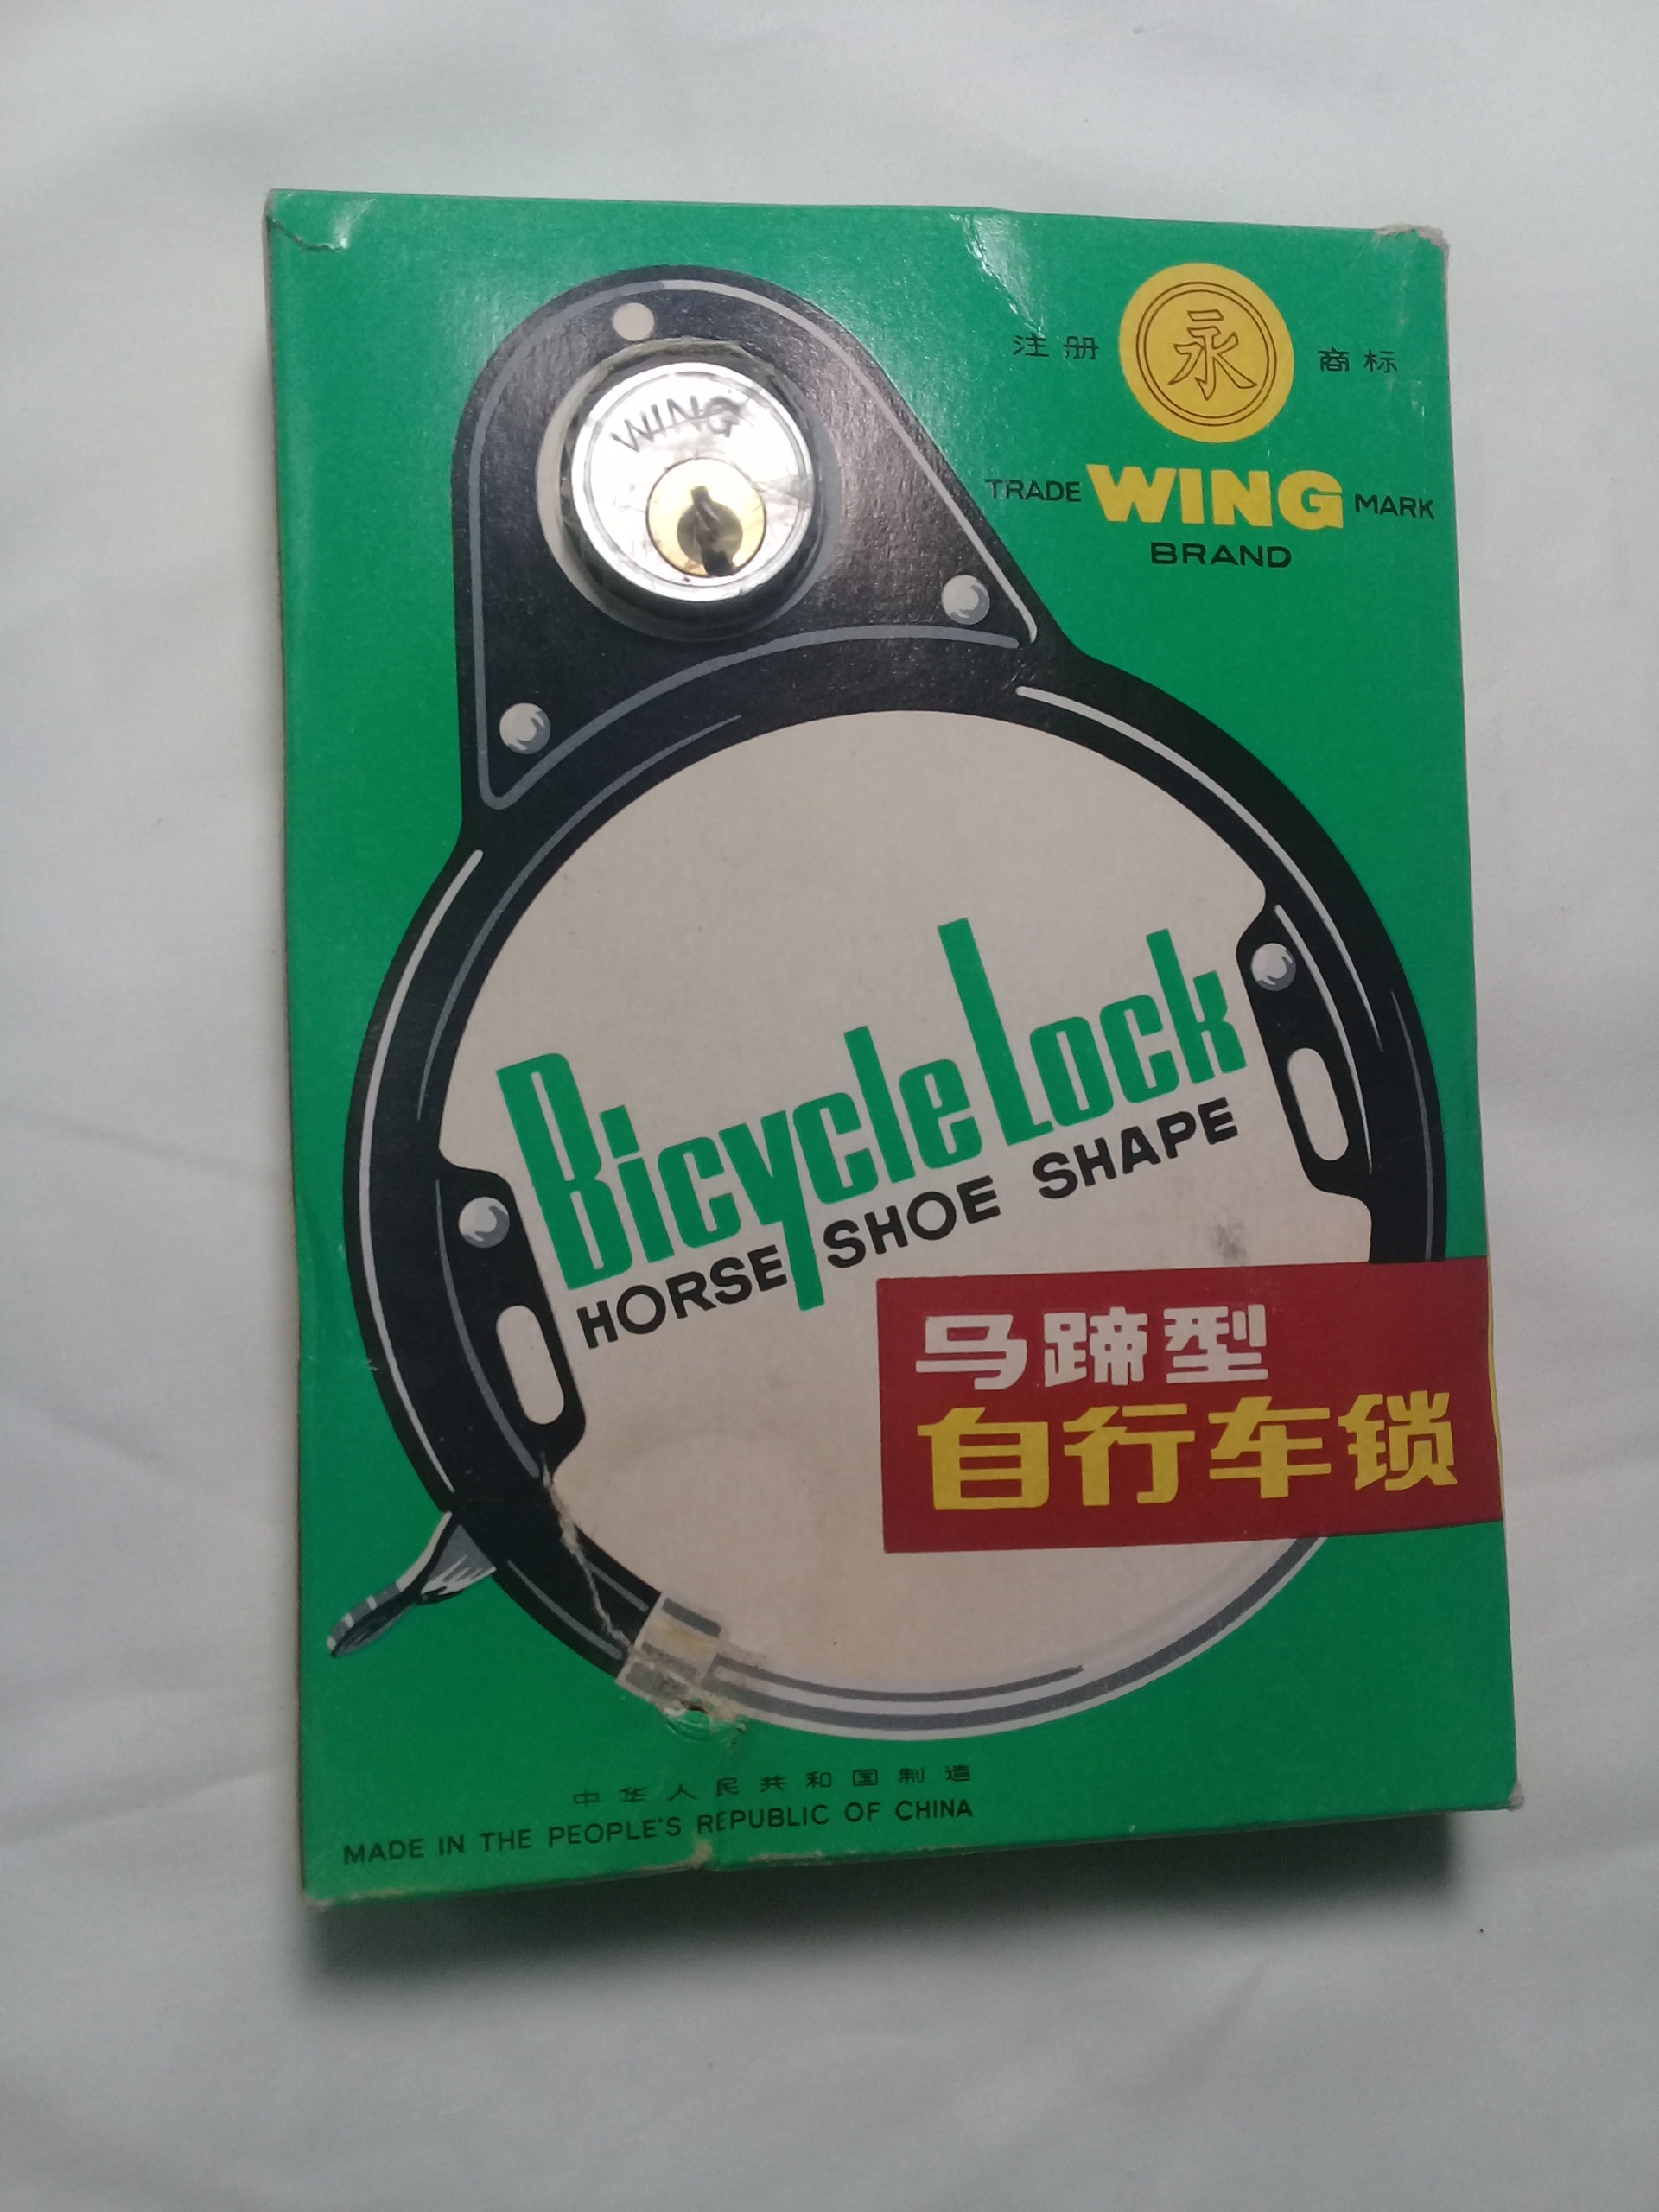 注册 永 商标
TRADE WING MARK
BRAND
WING
Bicycle Lock
HORSE SHOE SHAPE
马蹄型
自行车锁
中华人民共和国制造
MADE IN THE PEOPLE'S REPUBLIC OF CHINA